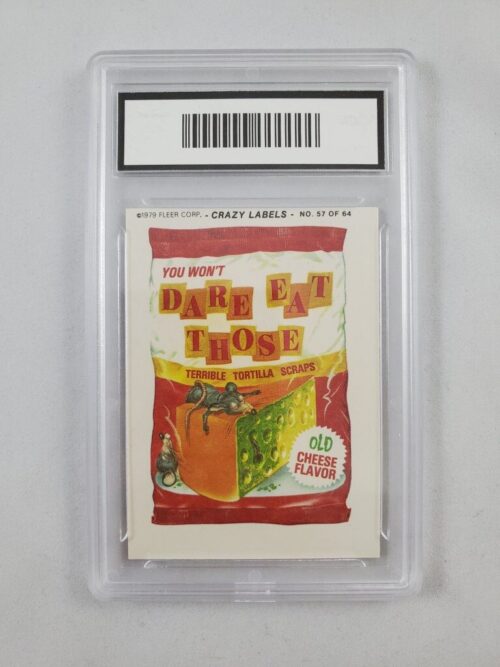 ©1979 FLEER CORP. - CRAZY LABELS - NO. 57 OF 64
YOU WON'T
DARE EAT
THOSE
TERRIBLE TORTILLA SCRAPS
OLD
CHEESE
FLAVOR